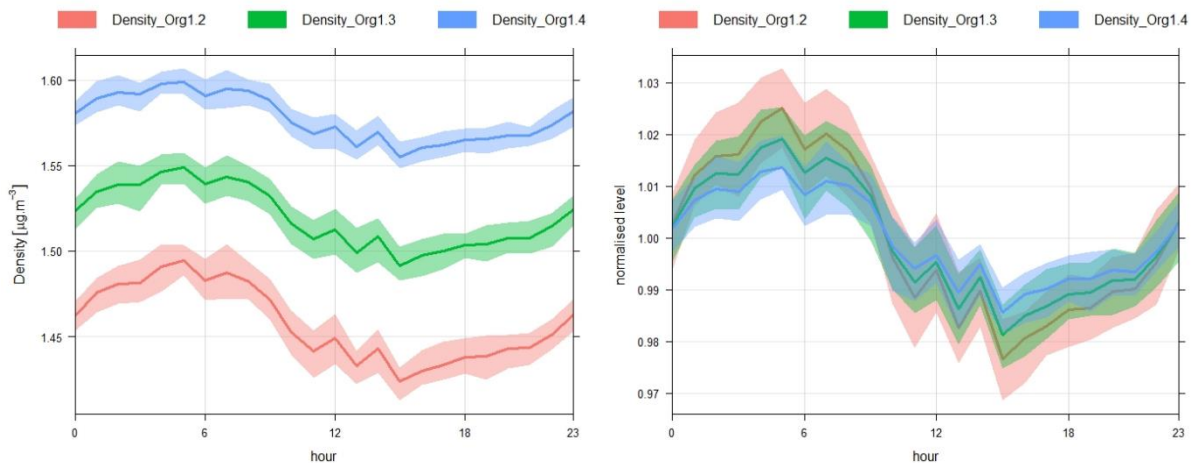 Density_Org1.2 Density_Org1.3 Density_Org1.4
1.60
1.55
1.50
1.45
Density [µg.m⁻³]
0 6 12 18 23
hour
Density_Org1.2 Density_Org1.3 Density_Org1.4
1.03
1.02
1.01
1.00
0.99
0.98
0.97
normalised level
0 6 12 18 23
hour